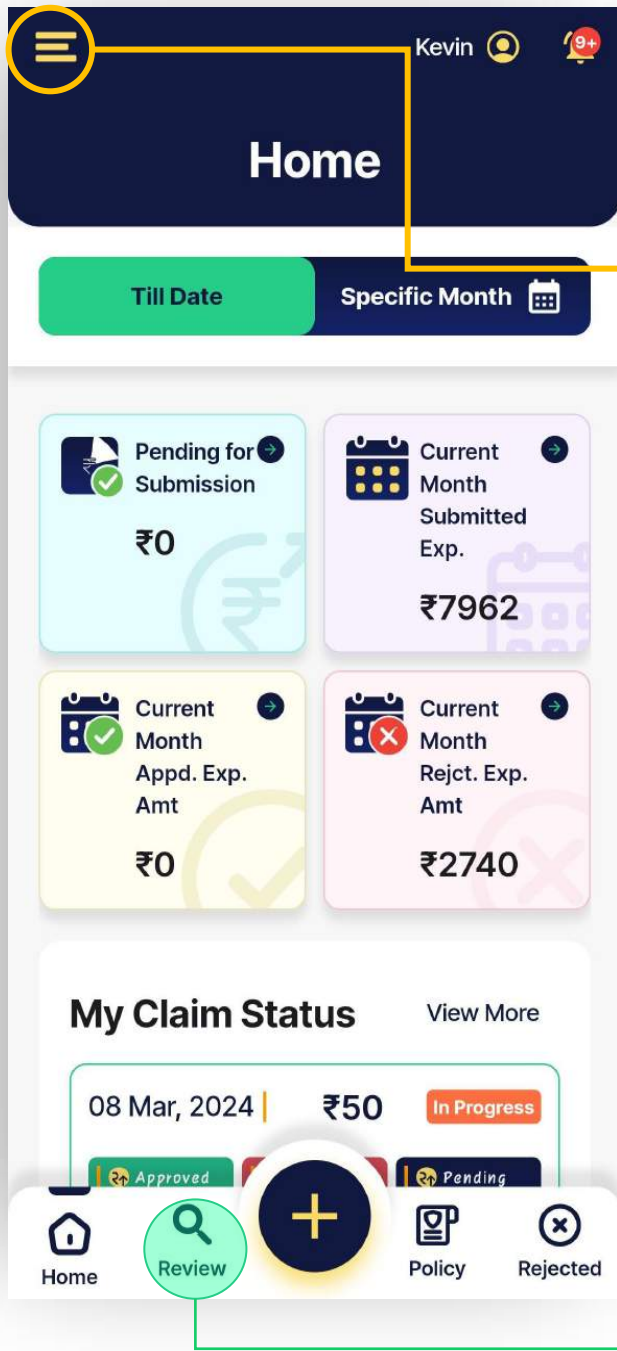 Kevin
9+
Home
Till Date
Specific Month
Pending for
Submission
₹0
Current
Month
Submitted
Exp.
₹7962
Current
Month
Appd. Exp.
Amt
₹0
Current
Month
Rejct. Exp.
Amt
₹2740
My Claim Status
View More
08 Mar, 2024
₹50
In Progress
Approved
Pending
+
Home
Review
Policy
Rejected